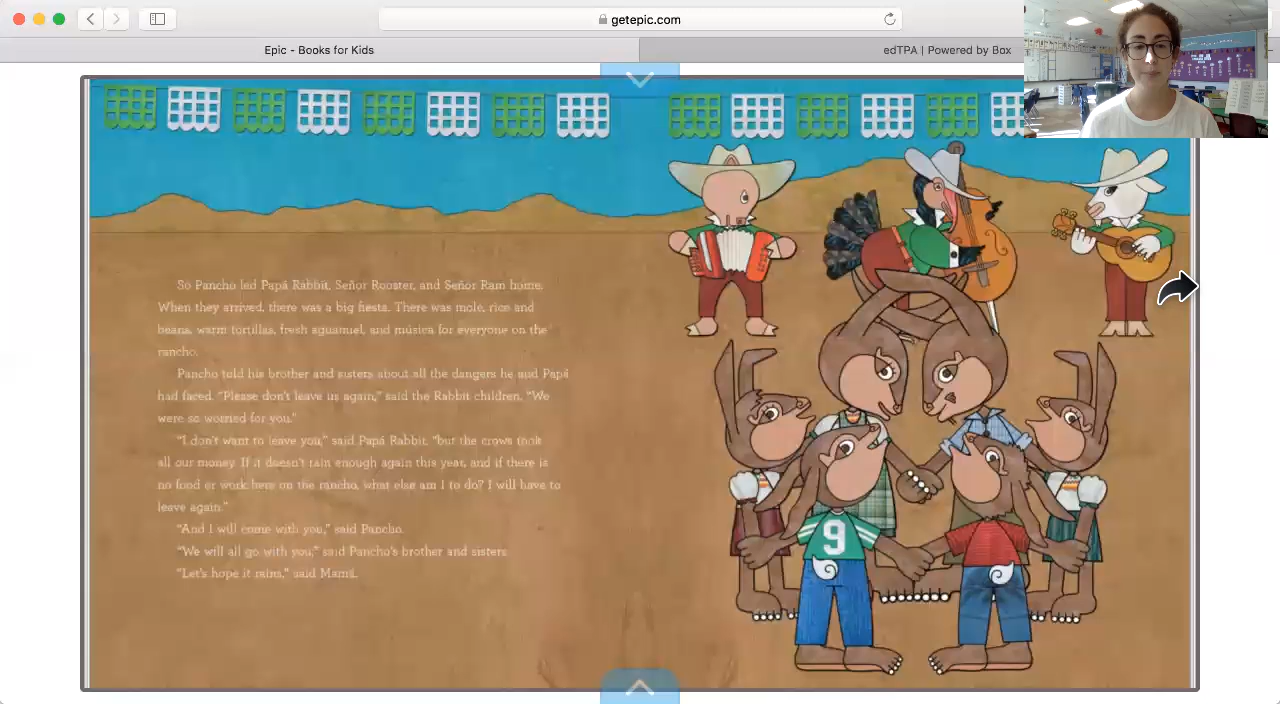 getepic.com
Epic - Books for Kids
edTPA | Powered by Box
So Pancho led Papá Rabbit, Señor Rooster, and Señor Ram home.
When they arrived, there was a big fiesta. There was mole, rice and
beans, warm tortillas, fresh aguamiel, and música for everyone on the
rancho.
Pancho told his brother and sisters about all the dangers he and Papá
had faced. “Please don't leave us again,” said the Rabbit children. “We
were so worried for you.”
“I don't want to leave you,” said Papá Rabbit, “but the crows took
all our money. If it doesn't rain enough again this year, and if there is
no food or work here on the rancho, what else am I to do? I will have to
leave again.”
“And I will come with you,” said Pancho.
“We will all go with you,” said Pancho's brother and sisters.
“Let's hope it rains,” said Mamá.
9